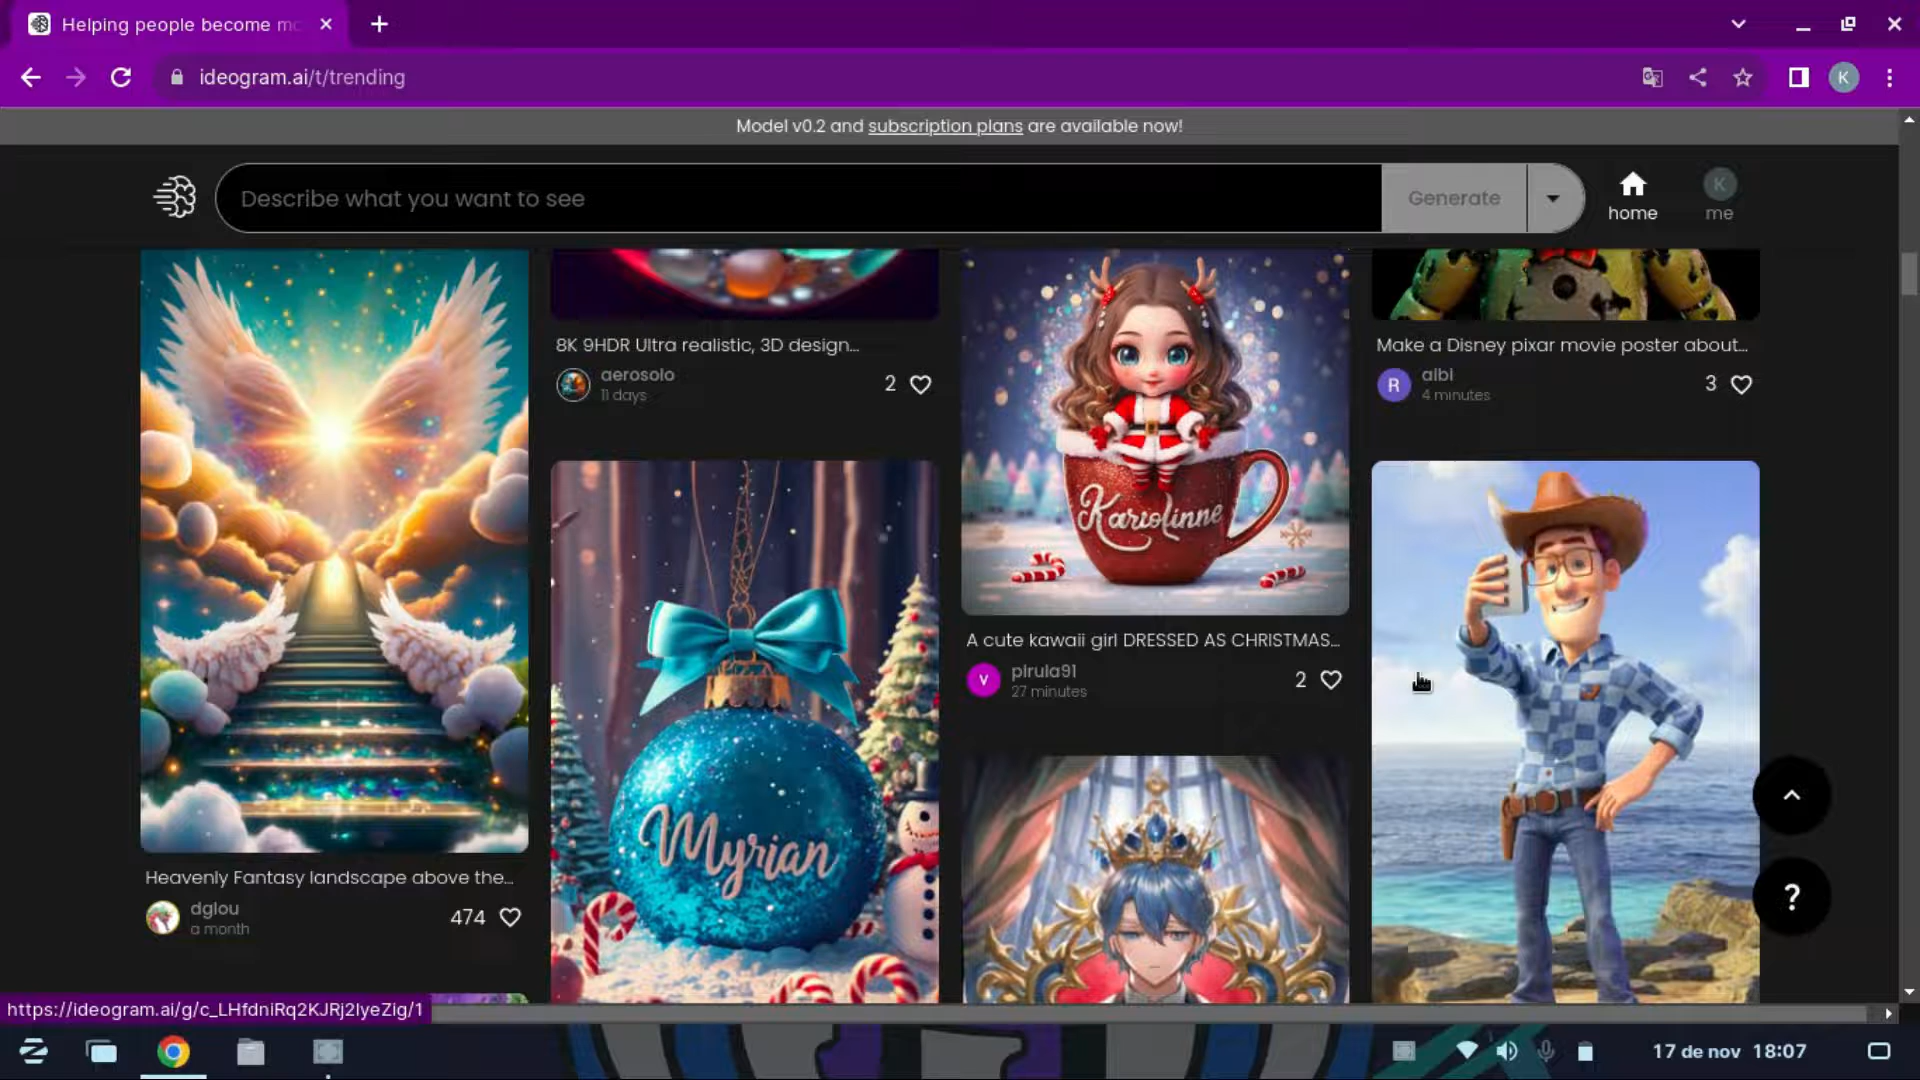 Helping people become mo
ideogram.ai/t/trending
K
Model v0.2 and subscription plans are available now!
Describe what you want to see
Generate
home
K
me
8K 9HDR Ultra realistic, 3D design...
aerosolo
11 days
2
Make a Disney pixar movie poster about...
R
aibi
4 minutes
3
Kariolinne
A cute kawaii girl DRESSED AS CHRISTMAS...
V
pirula91
27 minutes
2
Myrian
Heavenly Fantasy landscape above the...
dglou
a month
474
?
https://ideogram.ai/g/c_LHfdniRq2KJRj2IyeZig/1
17 de nov 18:07